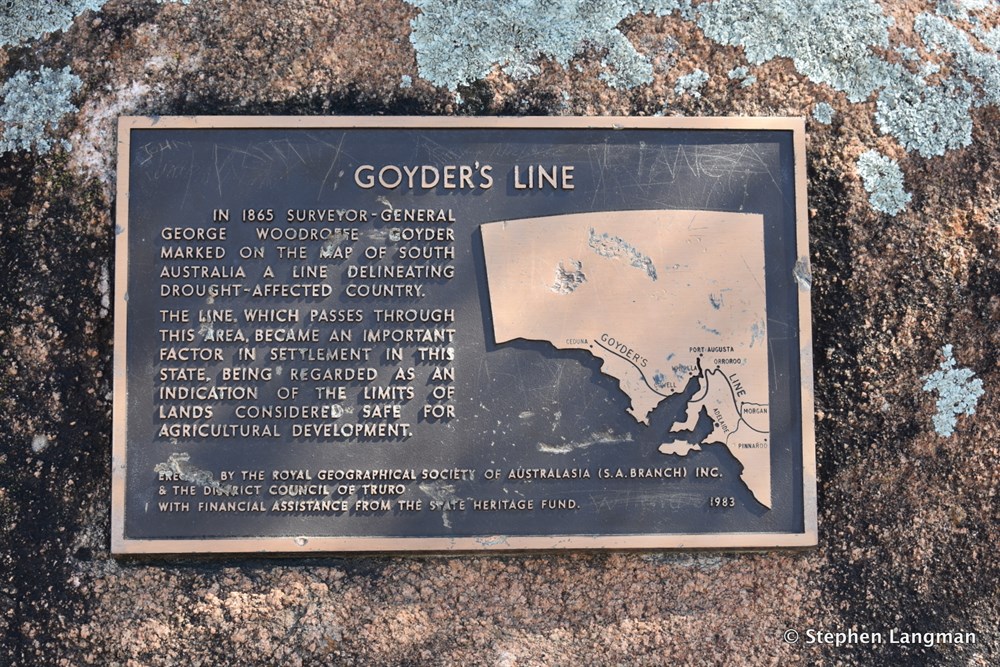 GOYDER'S LINE
IN 1865 SURVEYOR-GENERAL
GEORGE WOODROFFE GOYDER
MARKED ON THE MAP OF SOUTH
AUSTRALIA A LINE DELINEATING
DROUGHT-AFFECTED COUNTRY.
THE LINE, WHICH PASSES THROUGH
THIS AREA, BECAME AN IMPORTANT
FACTOR IN SETTLEMENT IN THIS
STATE, BEING REGARDED AS AN
INDICATION OF THE LIMITS OF
LANDS CONSIDERED SAFE FOR
AGRICULTURAL DEVELOPMENT.
CEDUNA
GOYDER'S
PORT-AUGUSTA
ORROROO
LINE
ADELAIDE
MORGAN
PINNAROO
BY THE ROYAL GEOGRAPHICAL SOCIETY OF AUSTRALASIA (S.A. BRANCH) INC.
& THE DISTRICT COUNCIL OF TRURO
WITH FINANCIAL ASSISTANCE FROM THE STATE HERITAGE FUND.
1983
© Stephen Langman